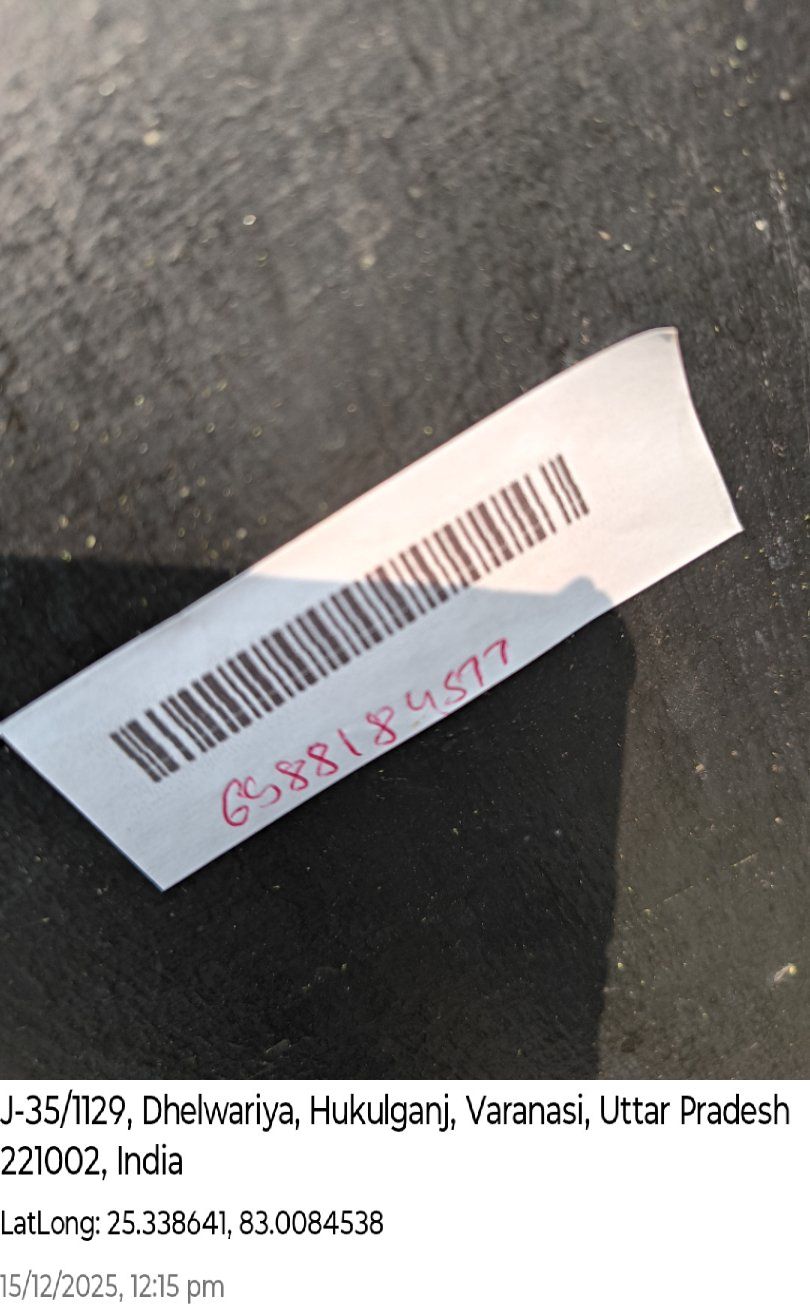 6588184577
J-35/1129, Dhelwariya, Hukulganj, Varanasi, Uttar Pradesh
221002, India
LatLong: 25.338641, 83.0084538
15/12/2025, 12:15 pm